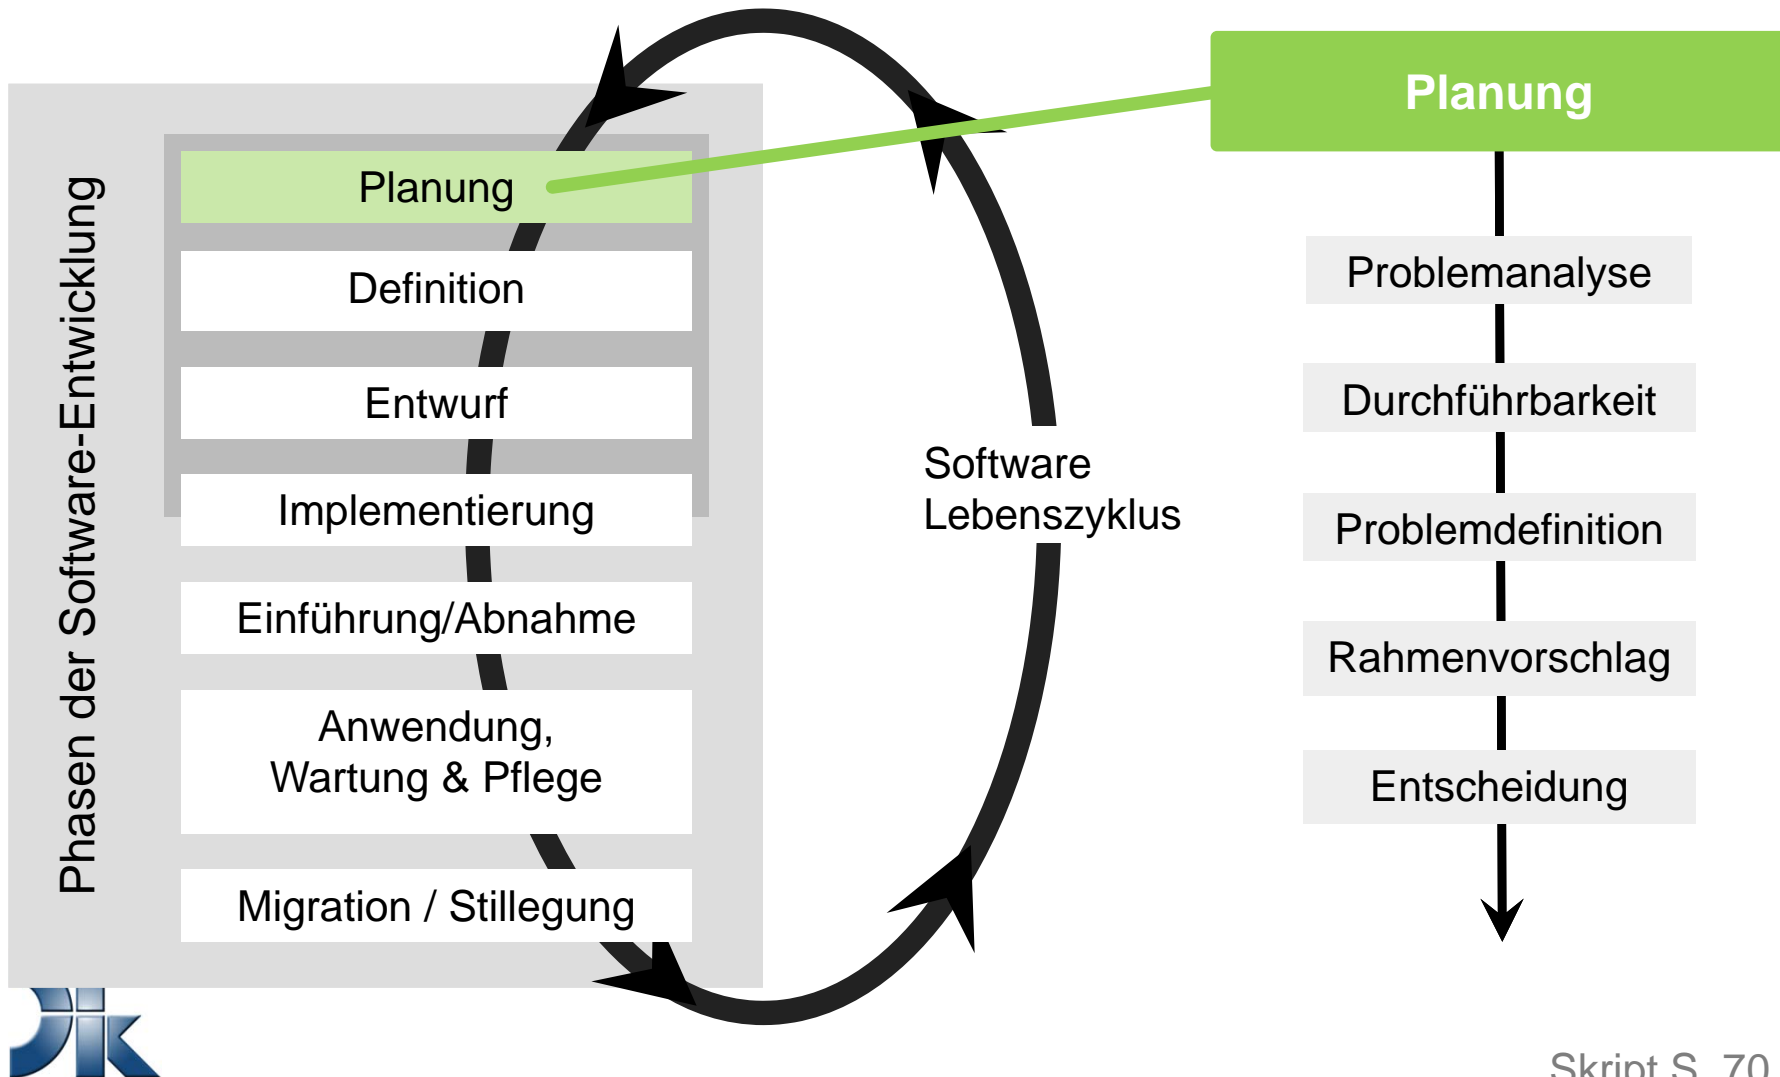 Phasen der Software-Entwicklung
Planung
Definition
Entwurf
Implementierung
Einführung/Abnahme
Anwendung,
Wartung & Pflege
Migration / Stillegung
Software
Lebenszyklus
Planung
Problemanalyse
Durchführbarkeit
Problemdefinition
Rahmenvorschlag
Entscheidung
Skript S. 70